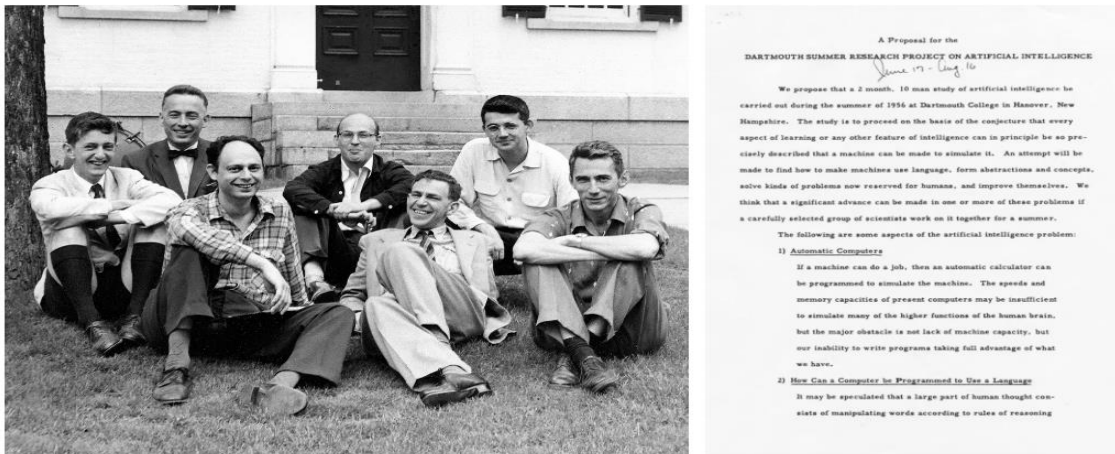 A Proposal for the
DARTMOUTH SUMMER RESEARCH PROJECT ON ARTIFICIAL INTELLIGENCE
June 17 - Aug. 16
We propose that a 2 month, 10 man study of artificial intelligence be
carried out during the summer of 1956 at Dartmouth College in Hanover, New
Hampshire. The study is to proceed on the basis of the conjecture that every
aspect of learning or any other feature of intelligence can in principle be so pre-
cisely described that a machine can be made to simulate it. An attempt will be
made to find how to make machines use language, form abstractions and concepts,
solve kinds of problems now reserved for humans, and improve themselves. We
think that a significant advance can be made in one or more of these problems if
a carefully selected group of scientists work on it together for a summer.
The following are some aspects of the artificial intelligence problem:
1) Automatic Computers
If a machine can do a job, then an automatic calculator can
be programmed to simulate the machine. The speeds and
memory capacities of present computers may be insufficient
to simulate many of the higher functions of the human brain,
but the major obstacle is not lack of machine capacity, but
our inability to write programs taking full advantage of what
we have.
2) How Can a Computer be Programmed to Use a Language
It may be speculated that a large part of human thought con-
sists of manipulating words according to rules of reasoning